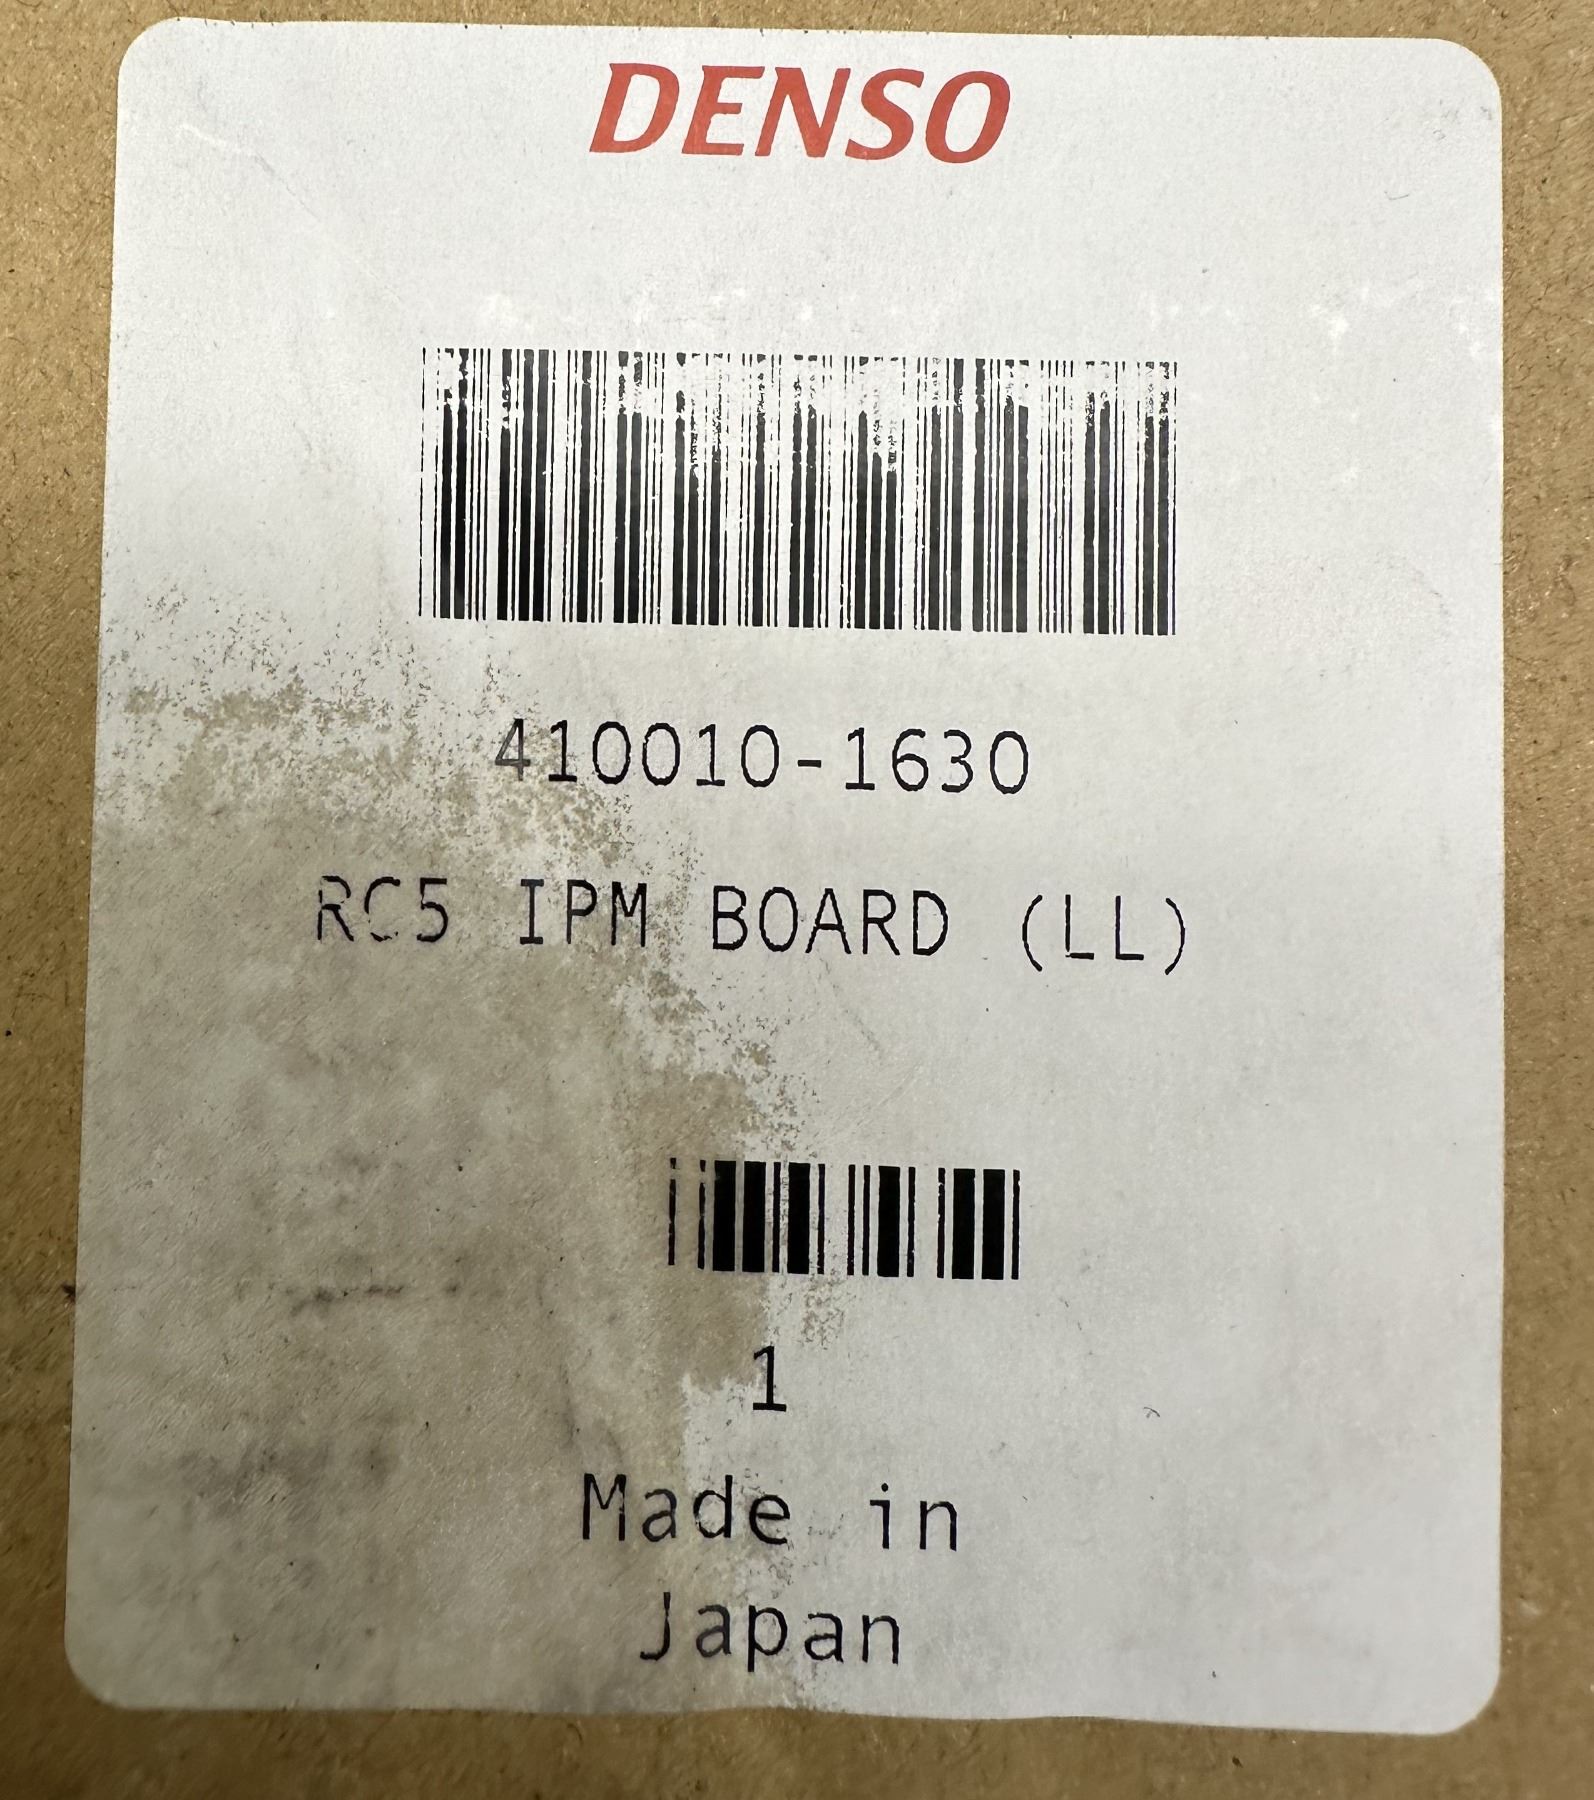 DENSO
410010-1630
RC5 IPM BOARD (LL)
1
Made in
Japan